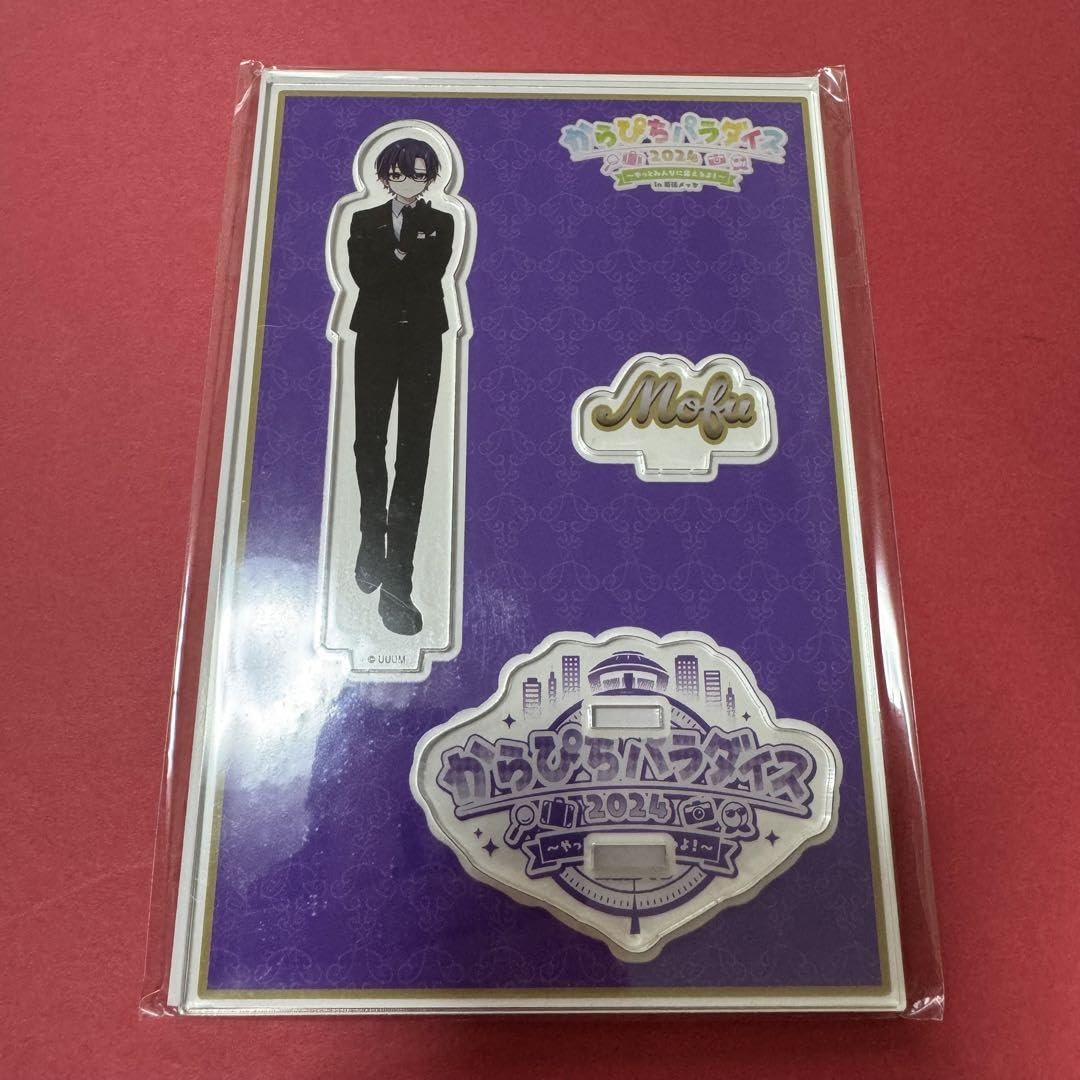 からぴちパラダイス
2024
～やっとみんなに会えるよ！～
in 幕張メッセ
Mofu
© UUUM
からぴちパラダイス
2024
～やっ
よ！～